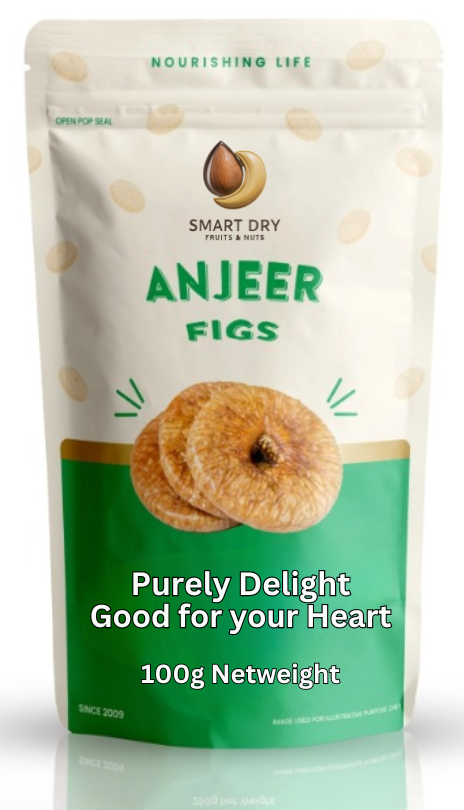 NOURISHING LIFE
OPEN POP SEAL
SMART DRY
FRUITS & NUTS
ANJEER
FIGS
Purely Delight
Good for your Heart
100g Netweight
SINCE 2009
IMAGE USED FOR ILLUSTRATIVE PURPOSE ONLY